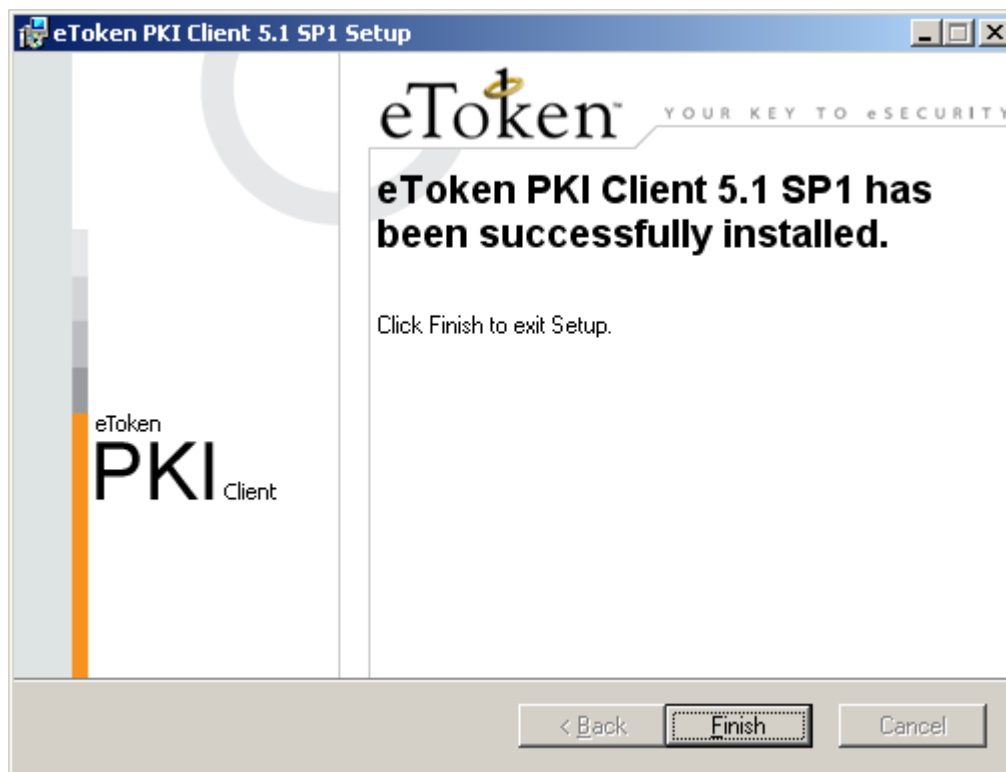 eToken PKI Client 5.1 SP1 Setup
eToken™ YOUR KEY TO eSECURITY
eToken PKI Client 5.1 SP1 has
been successfully installed.
Click Finish to exit Setup.
eToken
PKI Client
< Back Finish Cancel